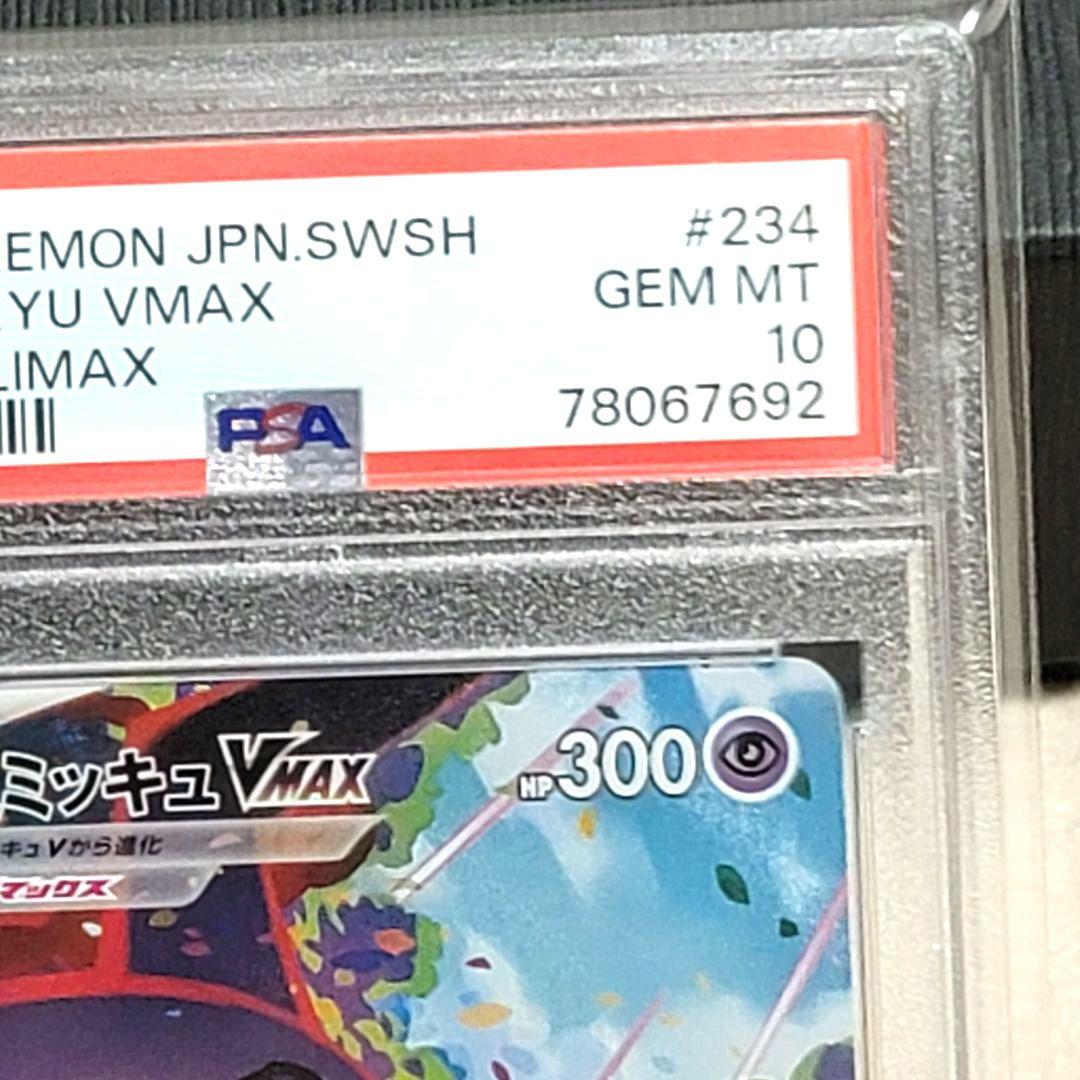 EMON JPN.SWSH #234
YU VMAX GEM MT
LIMAX 10
PSA 78067692
ミッキュVMAX HP300
キュVから進化
マックス